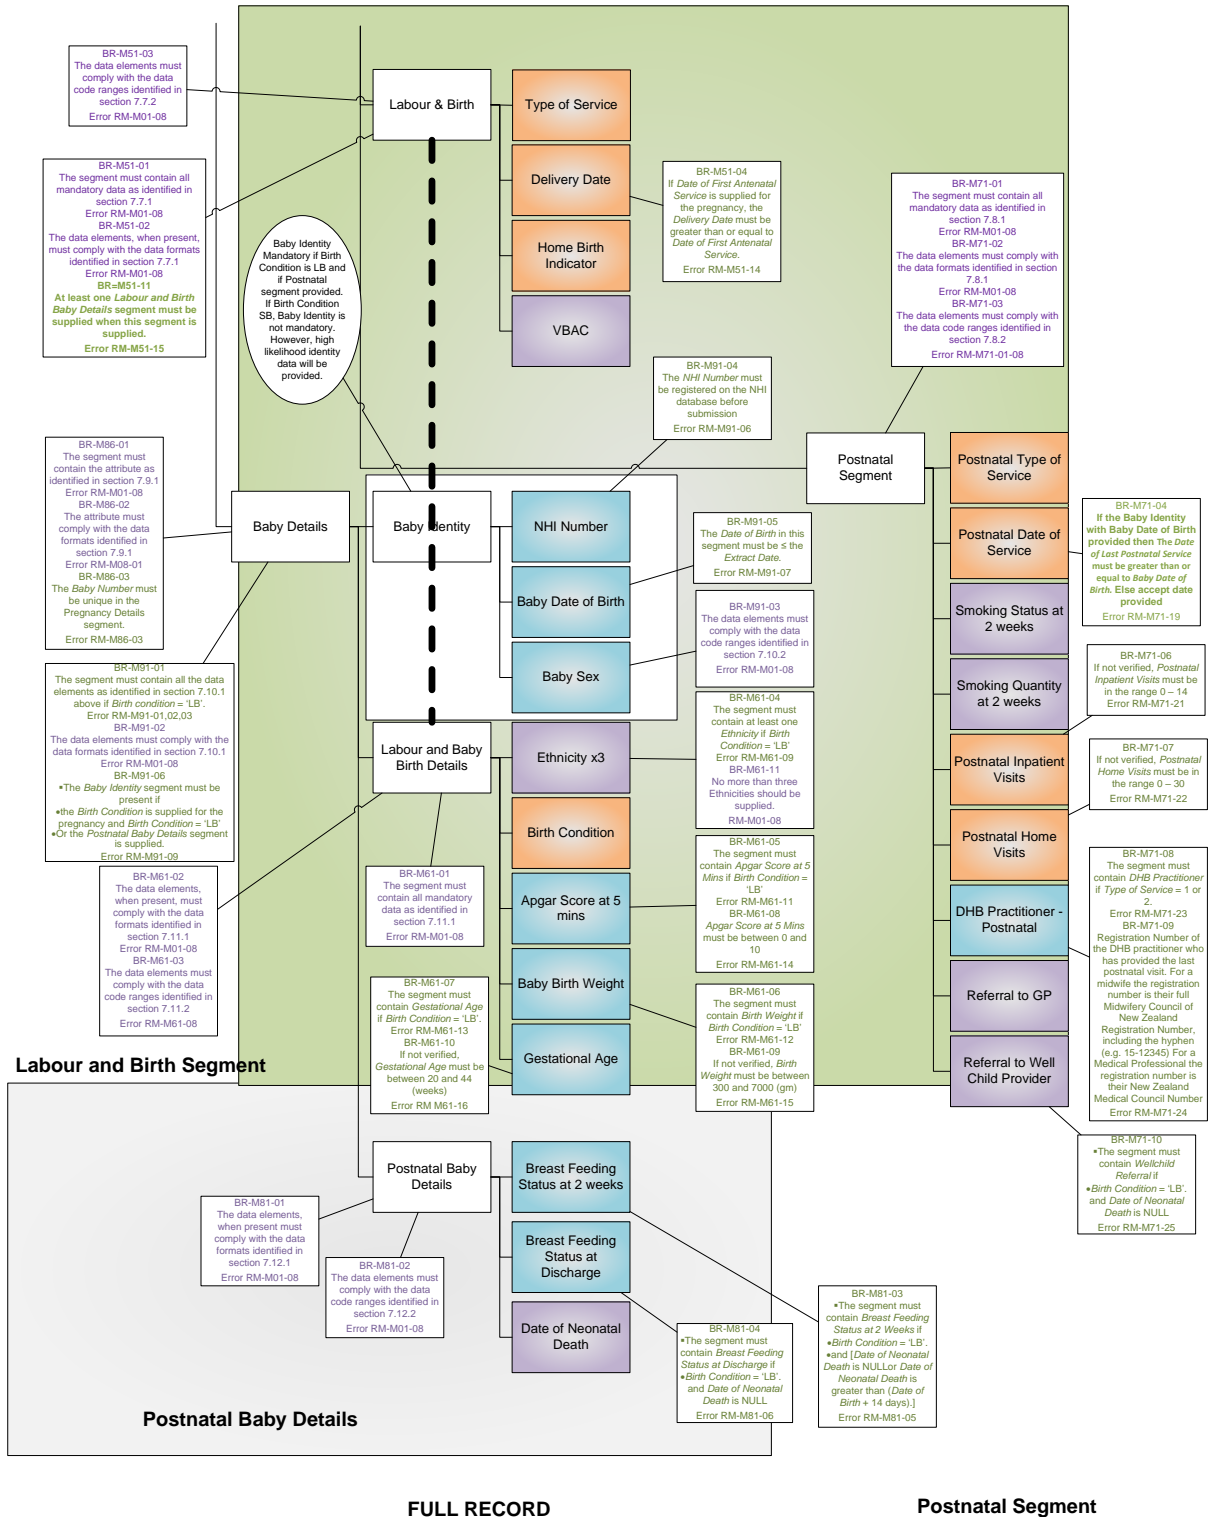 BR-M51-03
The data elements must
comply with the data
code ranges identified in
section 7.7.2
Error RM-M01-08
Labour & Birth
Type of Service
BR-M51-01
The segment must contain all
mandatory data as identified in
section 7.7.1
Error RM-M01-08
BR-M51-02
The data elements, when present,
must comply with the data formats
identified in section 7.7.1
Error RM-M01-08
BR=M51-11
At least one Labour and Birth
Baby Details segment must be
supplied when this segment is
supplied.
Error RM-M51-15
Delivery Date
BR-M51-04
If Date of First Antenatal
Service is supplied for
the pregnancy, the
Delivery Date must be
greater than or equal to
Date of First Antenatal
Service.
Error RM-M51-14
BR-M71-01
The segment must contain all
mandatory data as identified in
section 7.8.1
Error RM-M01-08
BR-M71-02
The data elements must comply with
the data formats identified in section
7.8.1
Error RM-M01-08
BR-M71-03
The data elements must comply with
the data code ranges identified in
section 7.8.2
Error RM-M71-01-08
Home Birth
Indicator
Baby Identity
Mandatory if Birth
Condition is LB and
if Postnatal
segment provided.
If Birth Condition
SB, Baby Identity is
not mandatory.
However, high
likelihood identity
data will be
provided.
VBAC
BR-M91-04
The NHI Number must
be registered on the NHI
database before
submission
Error RM-M91-06
BR-M86-01
The segment must
contain the attribute as
identified in section 7.9.1
Error RM-M01-08
BR-M86-02
The attribute must
comply with the data
formats identified in
section 7.9.1
Error RM-M08-01
BR-M86-03
The Baby Number must
be unique in the
Pregnancy Details
segment.
Error RM-M86-03
Postnatal
Segment
Postnatal Type of
Service
Baby Details
Baby Identity
NHI Number
Postnatal Date of
Service
BR-M71-04
If the Baby Identity
with Baby Date of Birth
provided then The Date
of Last Postnatal Service
must be greater than or
equal to Baby Date of
Birth. Else accept date
provided
Error RM-M71-19
BR-M91-05
The Date of Birth in this
segment must be ≤ the
Extract Date.
Error RM-M91-07
Baby Date of Birth
Smoking Status at
2 weeks
BR-M91-03
The data elements must
comply with the data
code ranges identified in
section 7.10.2
Error RM-M01-08
Baby Sex
Smoking Quantity
at 2 weeks
BR-M71-06
If not verified, Postnatal
Inpatient Visits must be
in the range 0 – 14
Error RM-M71-21
BR-M91-01
The segment must contain all the data
elements as identified in section 7.10.1
above if Birth condition = 'LB'.
Error RM-M91-01,02,03
BR-M91-02
The data elements must comply with the
data formats identified in section 7.10.1
Error RM-M01-08
BR-M91-06
▪The Baby Identity segment must be
present if
●the Birth Condition is supplied for the
pregnancy and Birth Condition = 'LB'
●Or the Postnatal Baby Details segment
is supplied.
Error RM-M91-09
Labour and Baby
Birth Details
Ethnicity x3
BR-M61-04
The segment must
contain at least one
Ethnicity if Birth
Condition = 'LB'
Error RM-M61-09
BR-M61-11
No more than three
Ethnicities should be
supplied.
RM-M01-08
Postnatal Inpatient
Visits
BR-M71-07
If not verified, Postnatal
Home Visits must be in
the range 0 – 30
Error RM-M71-22
Birth Condition
Postnatal Home
Visits
BR-M61-02
The data elements,
when present, must
comply with the data
formats identified in
section 7.11.1
Error RM-M01-08
BR-M61-03
The data elements must
comply with the data
code ranges identified in
section 7.11.2
Error RM-M61-08
BR-M61-01
The segment must
contain all mandatory
data as identified in
section 7.11.1
Error RM-M01-08
Apgar Score at 5
mins
BR-M61-05
The segment must
contain Apgar Score at 5
Mins if Birth Condition =
'LB'
Error RM-M61-11
BR-M61-08
Apgar Score at 5 Mins
must be between 0 and
10
Error RM-M61-14
DHB Practitioner -
Postnatal
BR-M71-08
The segment must
contain DHB Practitioner
if Type of Service = 1 or
2.
Error RM-M71-23
BR-M71-09
Registration Number of
the DHB practitioner who
has provided the last
postnatal visit. For a
midwife the registration
number is their full
Midwifery Council of
New Zealand
Registration Number,
including the hyphen
(e.g. 15-12345) For a
Medical Professional the
registration number is
their New Zealand
Medical Council Number
Error RM-M71-24
Baby Birth Weight
Referral to GP
BR-M61-07
The segment must
contain Gestational Age
if Birth Condition = 'LB'.
Error RM-M61-13
BR-M61-10
If not verified,
Gestational Age must be
between 20 and 44
(weeks)
Error RM M61-16
Gestational Age
BR-M61-06
The segment must
contain Birth Weight if
Birth Condition = 'LB'
Error RM-M61-12
BR-M61-09
If not verified, Birth
Weight must be between
300 and 7000 (gm)
Error RM-M61-15
Referral to Well
Child Provider
Labour and Birth Segment
BR-M71-10
▪The segment must
contain Wellchild
Referral if
●Birth Condition = 'LB'.
and Date of Neonatal
Death is NULL
Error RM-M71-25
Postnatal Baby
Details
Breast Feeding
Status at 2 weeks
BR-M81-01
The data elements,
when present must
comply with the data
formats identified in
section 7.12.1
Error RM-M01-08
Breast Feeding
Status at
Discharge
BR-M81-02
The data elements must
comply with the data
code ranges identified in
section 7.12.2
Error RM-M01-08
Date of Neonatal
Death
BR-M81-04
▪The segment must
contain Breast Feeding
Status at Discharge if
●Birth Condition = 'LB'.
and Date of Neonatal
Death is NULL
Error RM-M81-06
BR-M81-03
▪The segment must
contain Breast Feeding
Status at 2 Weeks if
●Birth Condition = 'LB'.
●and [Date of Neonatal
Death is NULLor Date of
Neonatal Death is
greater than (Date of
Birth + 14 days).]
Error RM-M81-05
Postnatal Baby Details
FULL RECORD
Postnatal Segment